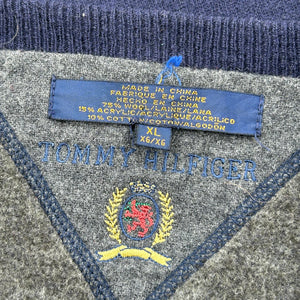 MADE IN CHINA
FABRIQUE EN CHINE
HECHO EN CHINA
75% WOOL/LAINE/LANA
15% ACRYLIC/ACRYLIQUE/ACRILICO
10% COTTON/COTON/ALGODON
XL
XG/XG
TOMMY HILFIGER